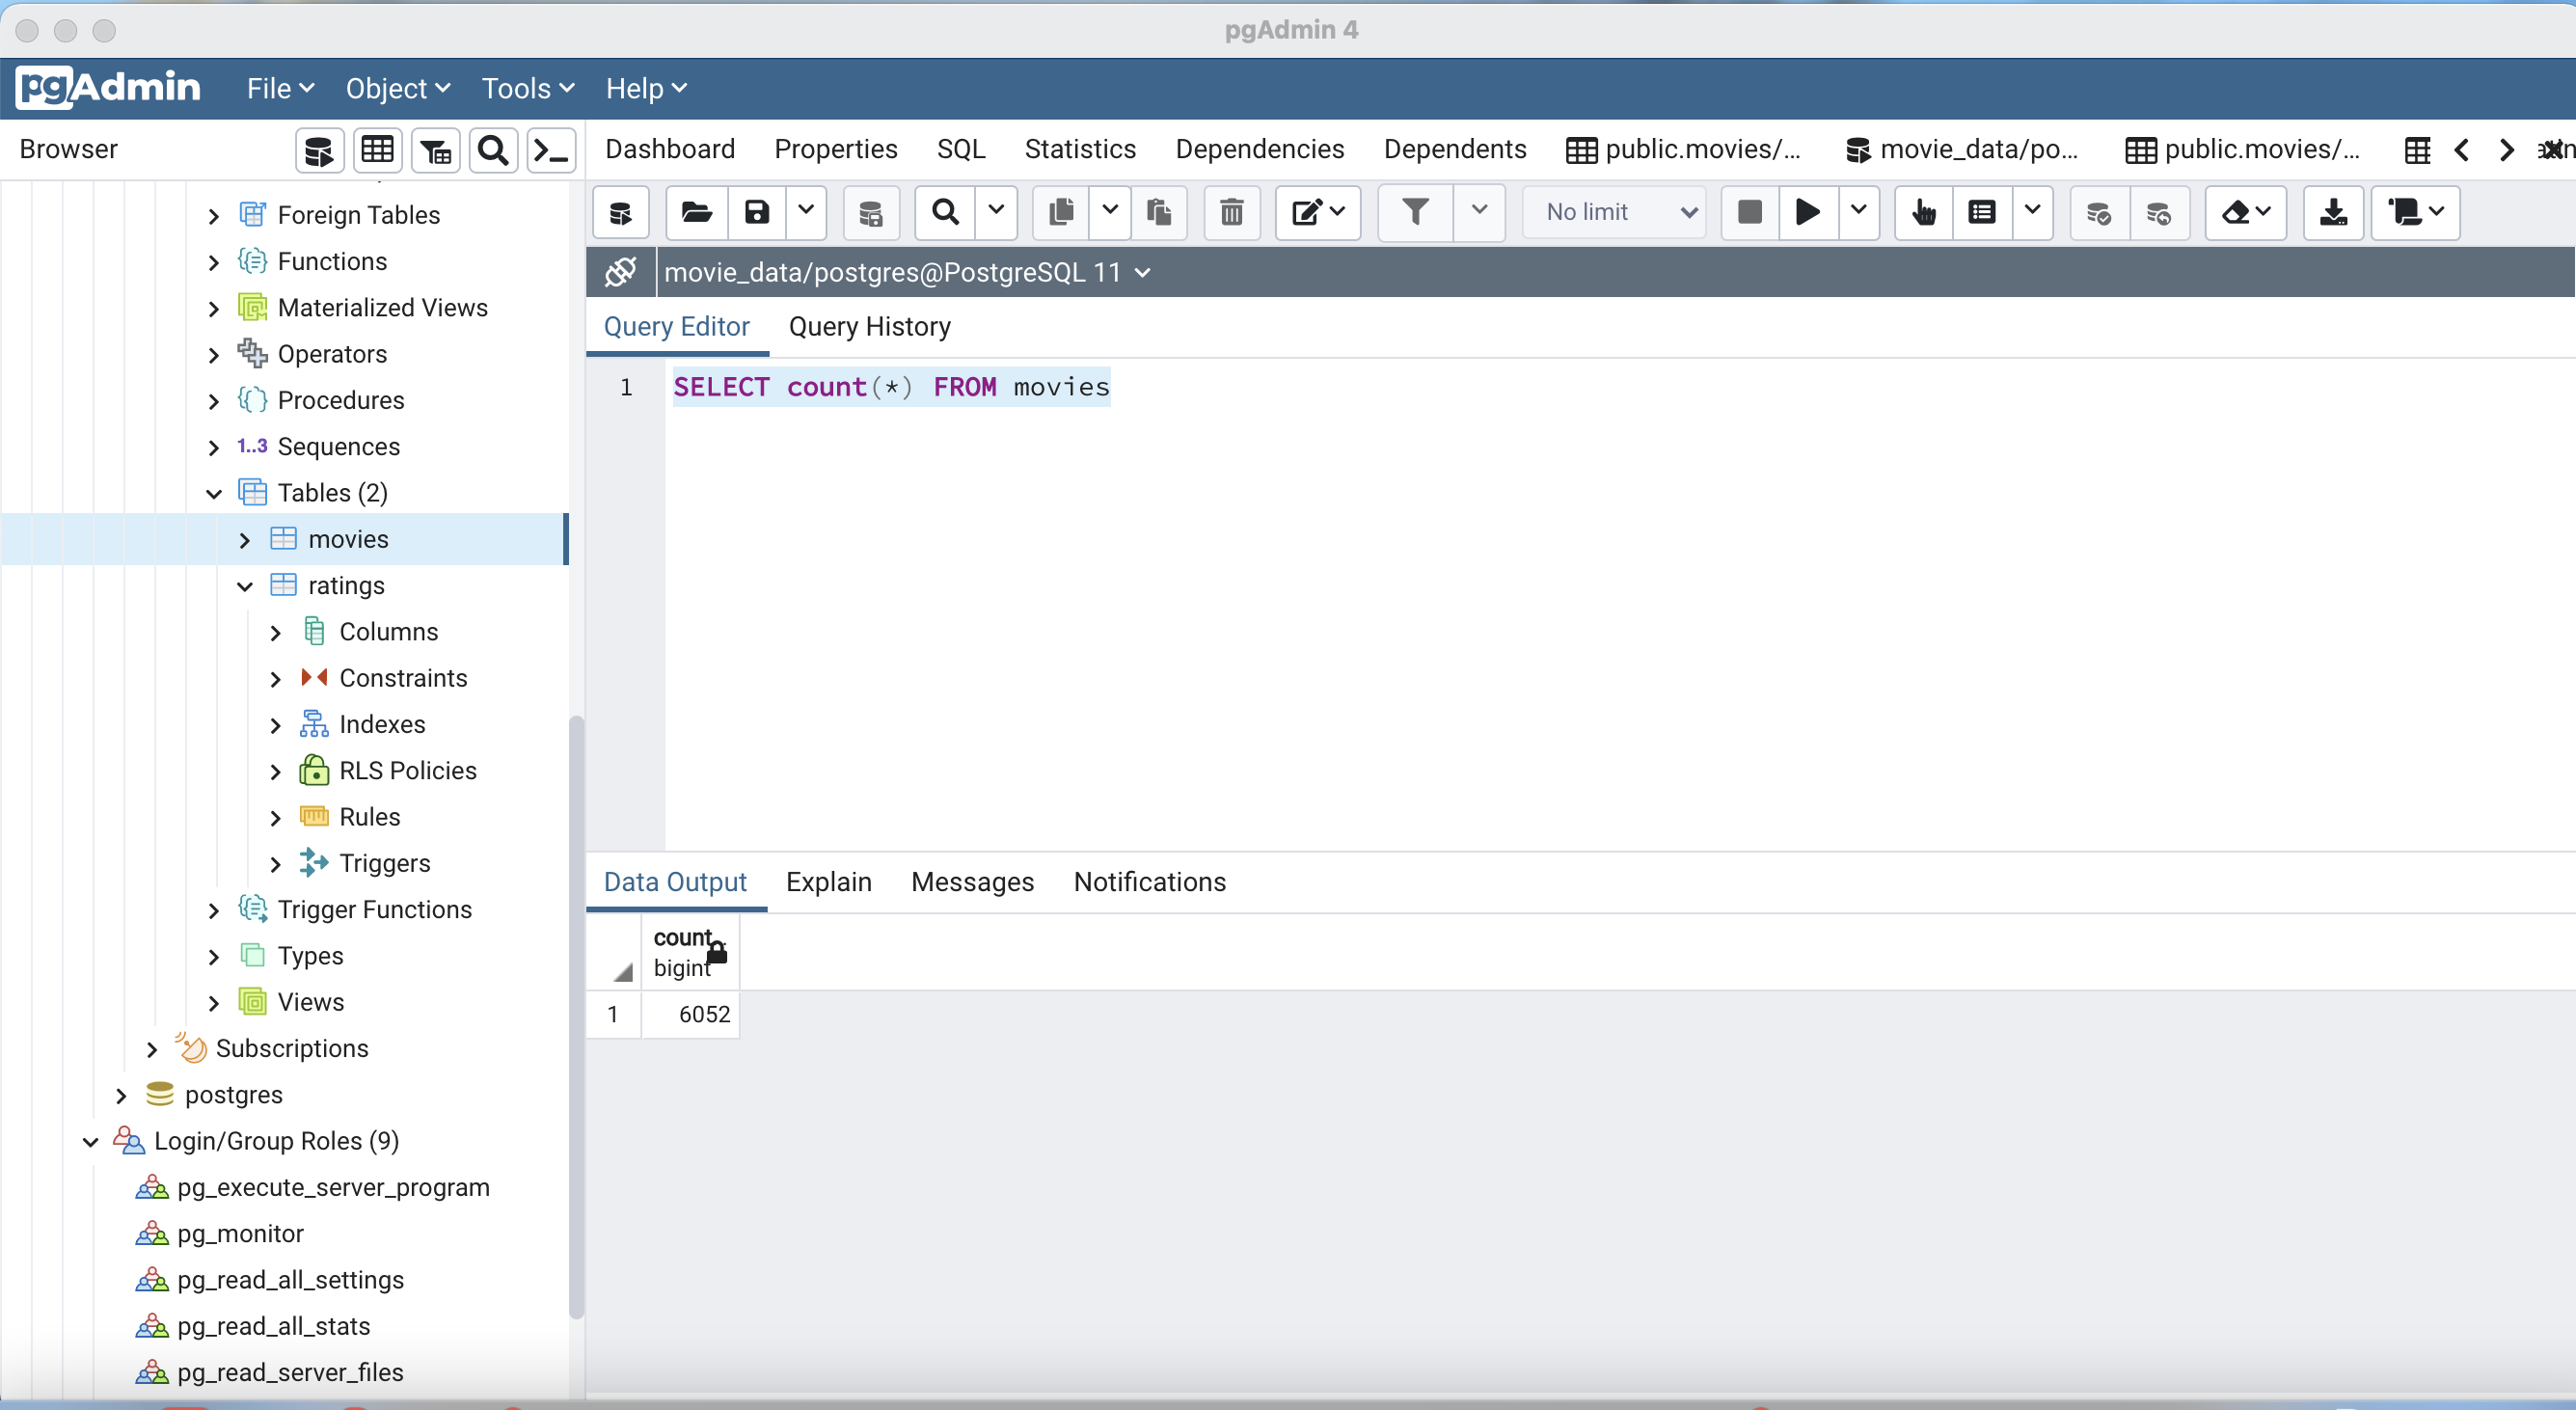 pgAdmin 4
pgAdmin File Object Tools Help
Browser
Dashboard Properties SQL Statistics Dependencies Dependents public.movies/... movie_data/po... public.movies/...
No limit
movie_data/postgres@PostgreSQL 11
Query Editor Query History
1 SELECT count(*) FROM movies
Foreign Tables
Functions
Materialized Views
Operators
Procedures
1..3 Sequences
Tables (2)
movies
ratings
Columns
Constraints
Indexes
RLS Policies
Rules
Triggers
Trigger Functions
Types
Views
Subscriptions
postgres
Login/Group Roles (9)
pg_execute_server_program
pg_monitor
pg_read_all_settings
pg_read_all_stats
pg_read_server_files
Data Output Explain Messages Notifications
count
bigint
1 6052